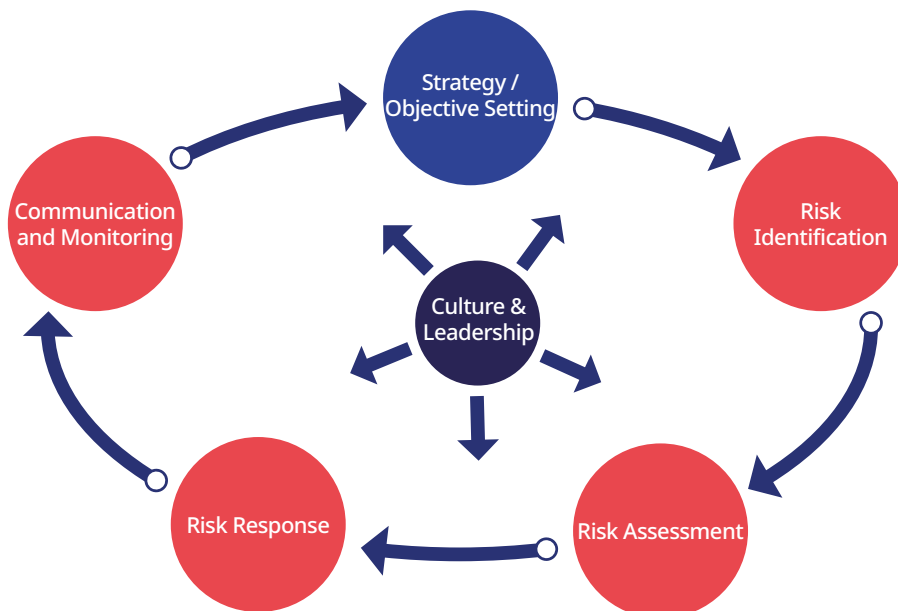 Strategy /
Objective Setting
Risk
Identification
Risk Assessment
Risk Response
Communication
and Monitoring
Culture &
Leadership